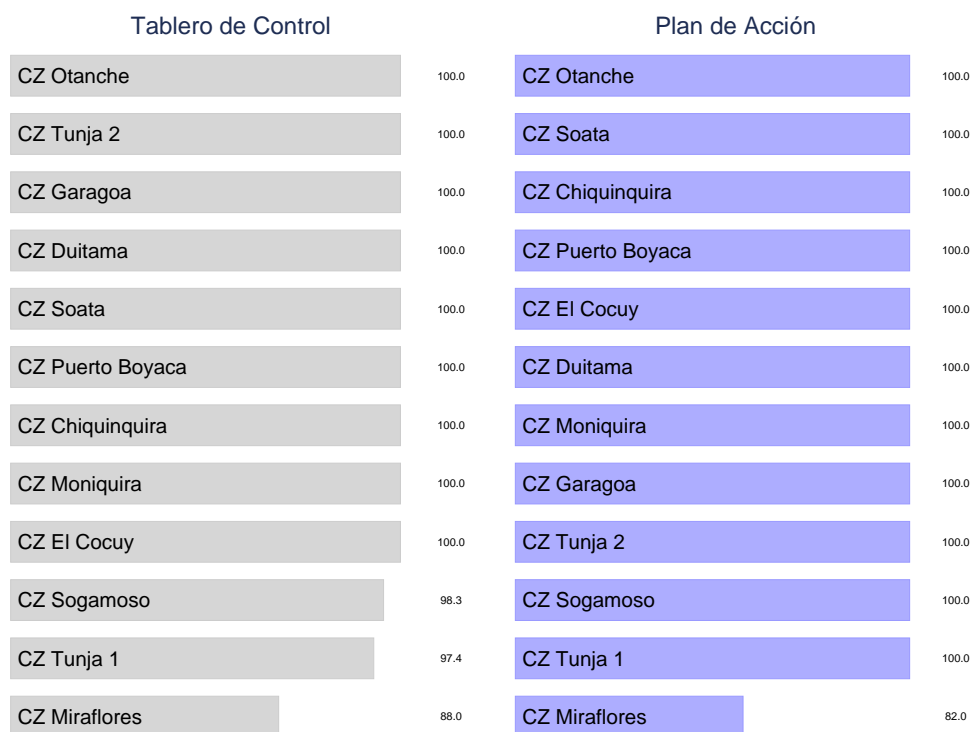 Tablero de Control
CZ Otanche 100.0
CZ Tunja 2 100.0
CZ Garagoa 100.0
CZ Duitama 100.0
CZ Soata 100.0
CZ Puerto Boyaca 100.0
CZ Chiquinquira 100.0
CZ Moniquira 100.0
CZ El Cocuy 100.0
CZ Sogamoso 98.3
CZ Tunja 1 97.4
CZ Miraflores 88.0
Plan de Acción
CZ Otanche 100.0
CZ Soata 100.0
CZ Chiquinquira 100.0
CZ Puerto Boyaca 100.0
CZ El Cocuy 100.0
CZ Duitama 100.0
CZ Moniquira 100.0
CZ Garagoa 100.0
CZ Tunja 2 100.0
CZ Sogamoso 100.0
CZ Tunja 1 100.0
CZ Miraflores 82.0